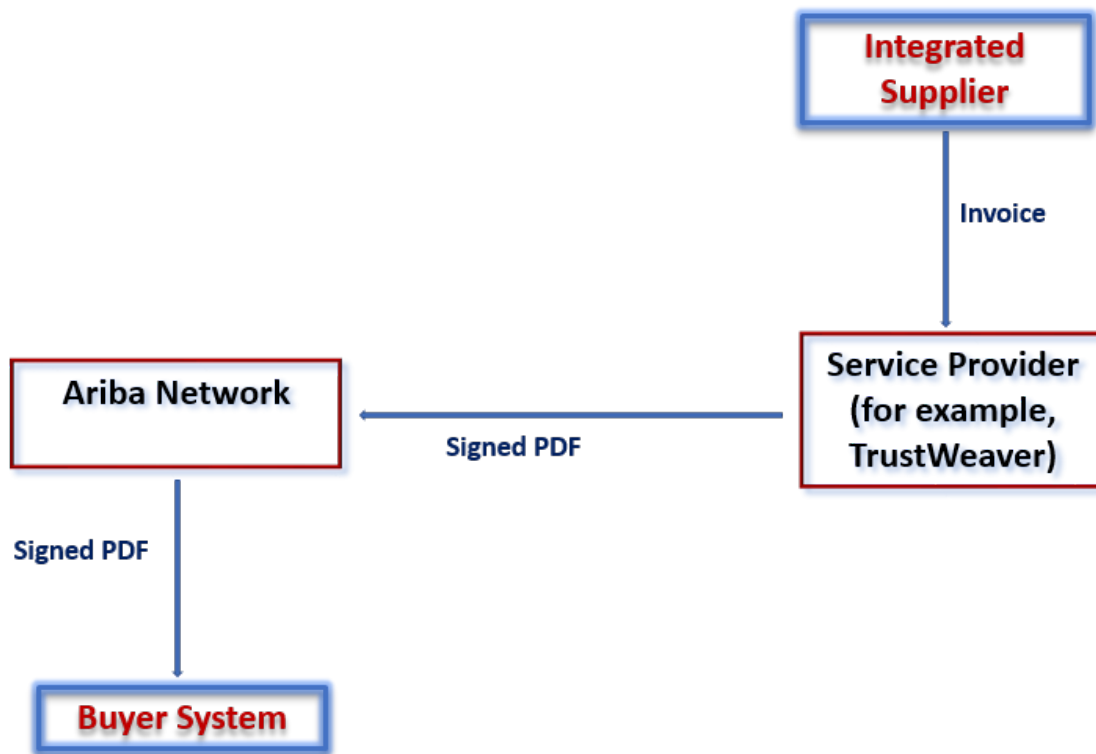 Integrated
Supplier
Invoice
Service Provider
(for example,
TrustWeaver)
Ariba Network
Signed PDF
Signed PDF
Buyer System